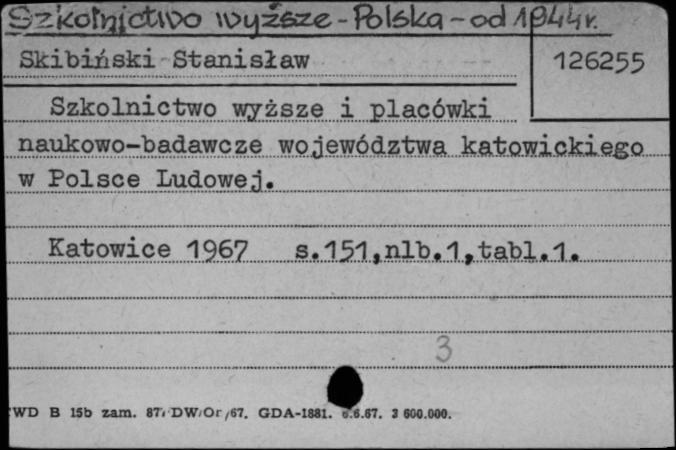 Szkolnictwo wyższe - Polska - od 1944 r.
Skibiński Stanisław
126255
Szkolnictwo wyższe i placówki
naukowo-badawcze województwa katowickiego
w Polsce Ludowej.
Katowice 1967 s.151,nlb.1,tabl.1.
3
WD B 15b zam. 87/DW/Or/67. GDA-1881. 6.6.67. 3 600.000.